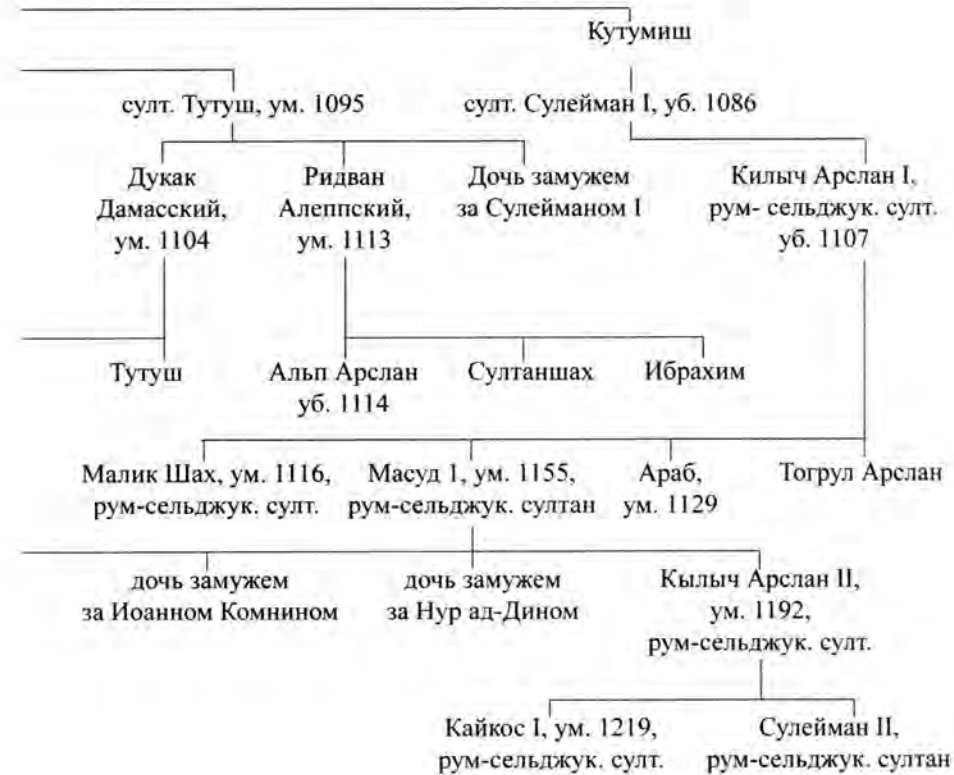 Кутумиш
султ. Тутуш, ум. 1095 султ. Сулейман I, уб. 1086
Дукак Ридван Дочь замужем Килыч Арслан I,
Дамасский, Алеппский, за Сулейманом I рум- сельджук. султ.
ум. 1104 ум. 1113 уб. 1107
Тутуш Альп Арслан Султаншах Ибрахим
уб. 1114
Малик Шах, ум. 1116, Масуд I, ум. 1155, Араб, Тогрул Арслан
рум-сельджук. султ. рум-сельджук. султан ум. 1129
дочь замужем дочь замужем Кылыч Арслан II,
за Иоанном Комнином за Нур ад-Дином ум. 1192,
рум-сельджук. султ.
Кайкос I, ум. 1219, Сулейман II,
рум-сельджук. султ. рум-сельджук. султан